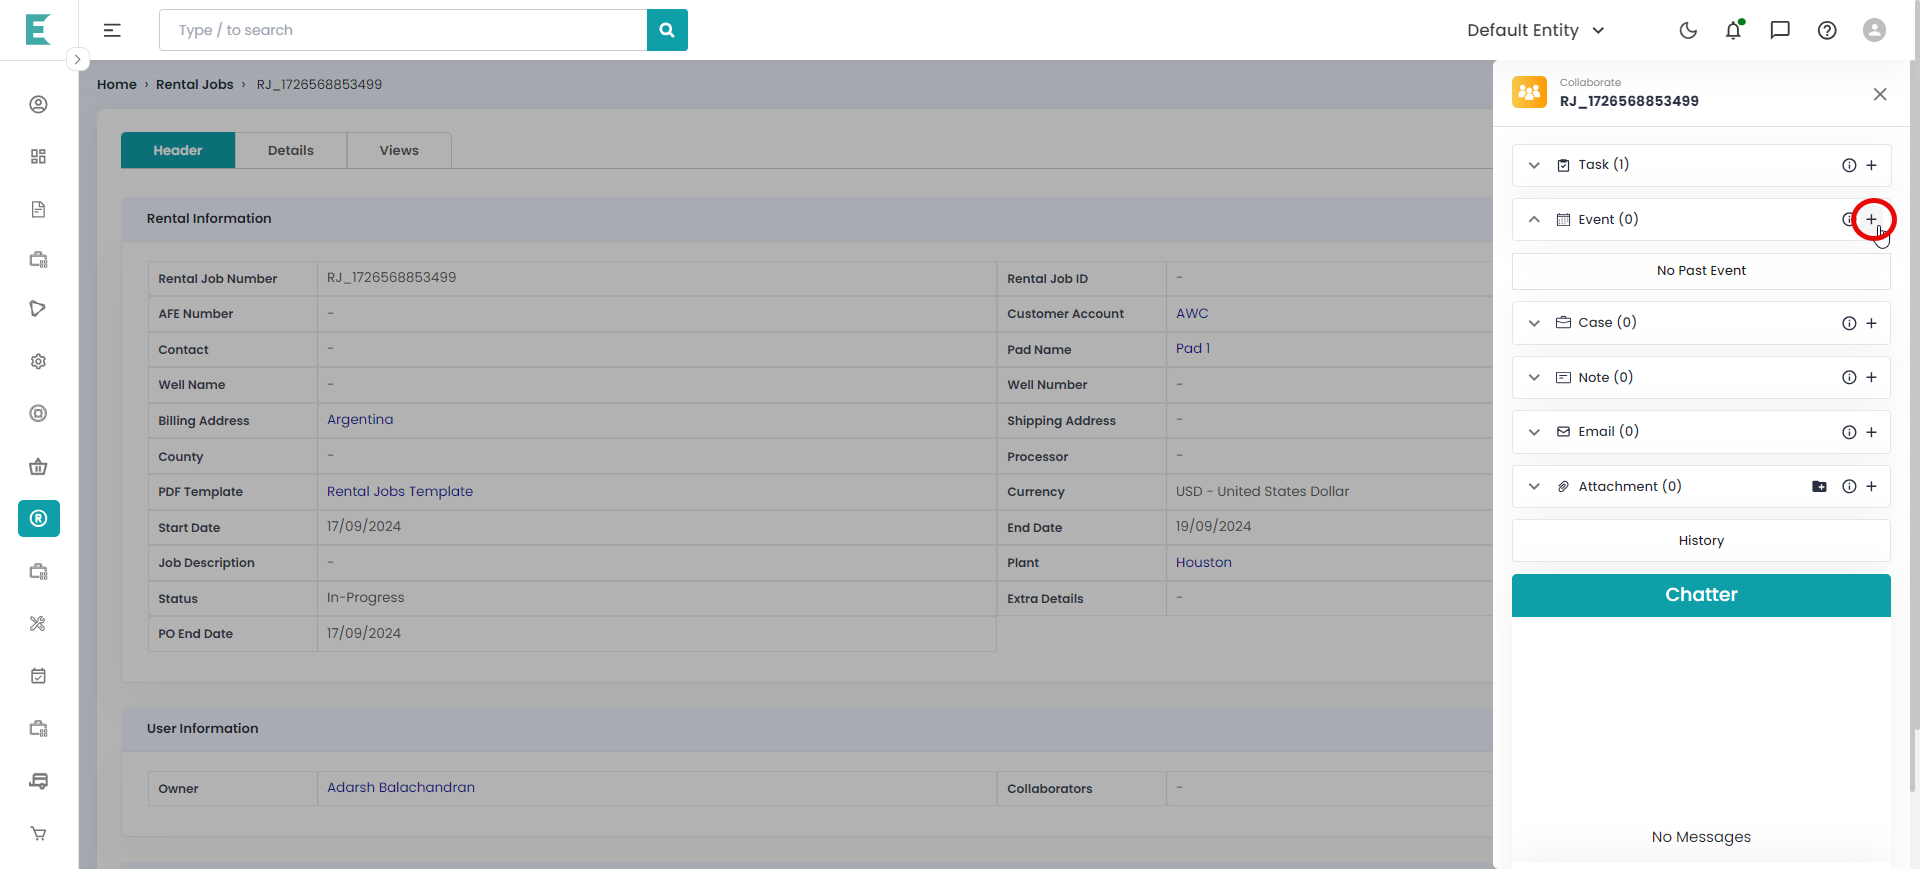 Type / to search
Default Entity
Home › Rental Jobs › RJ_1726568853499
Header
Details
Views
Rental Information
Rental Job Number
RJ_1726568853499
Rental Job ID
-
AFE Number
-
Customer Account
AWC
Contact
-
Pad Name
Pad 1
Well Name
-
Well Number
-
Billing Address
Argentina
Shipping Address
-
County
-
Processor
-
PDF Template
Rental Jobs Template
Currency
USD - United States Dollar
Start Date
17/09/2024
End Date
19/09/2024
Job Description
-
Plant
Houston
Status
In-Progress
Extra Details
-
PO End Date
17/09/2024
User Information
Owner
Adarsh Balachandran
Collaborators
-
Collaborate
RJ_1726568853499
Task (1)
Event (0)
No Past Event
Case (0)
Note (0)
Email (0)
Attachment (0)
History
Chatter
No Messages